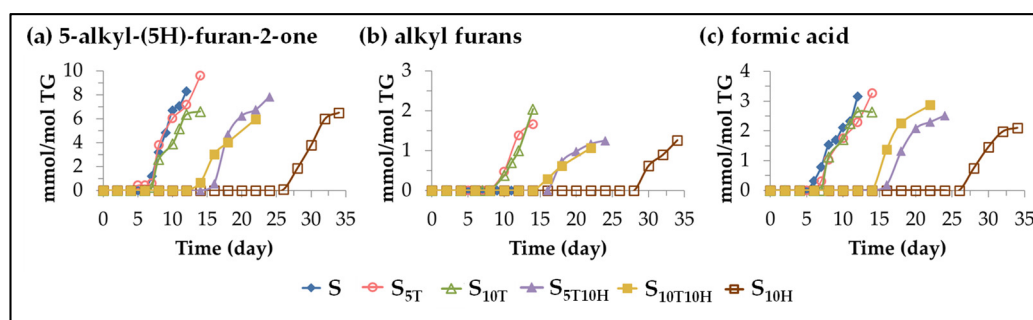 (a) 5-alkyl-(5H)-furan-2-one
(b) alkyl furans
(c) formic acid
mmol/mol TG
10
8
6
4
2
0
0 5 10 15 20 25 30 35
Time (day)
mmol/mol TG
3
2
1
0
0 5 10 15 20 25 30 35
Time (day)
mmol/mol TG
4
3
2
1
0
0 5 10 15 20 25 30 35
Time (day)
S S5T S10T S5T10H S10T10H S10H